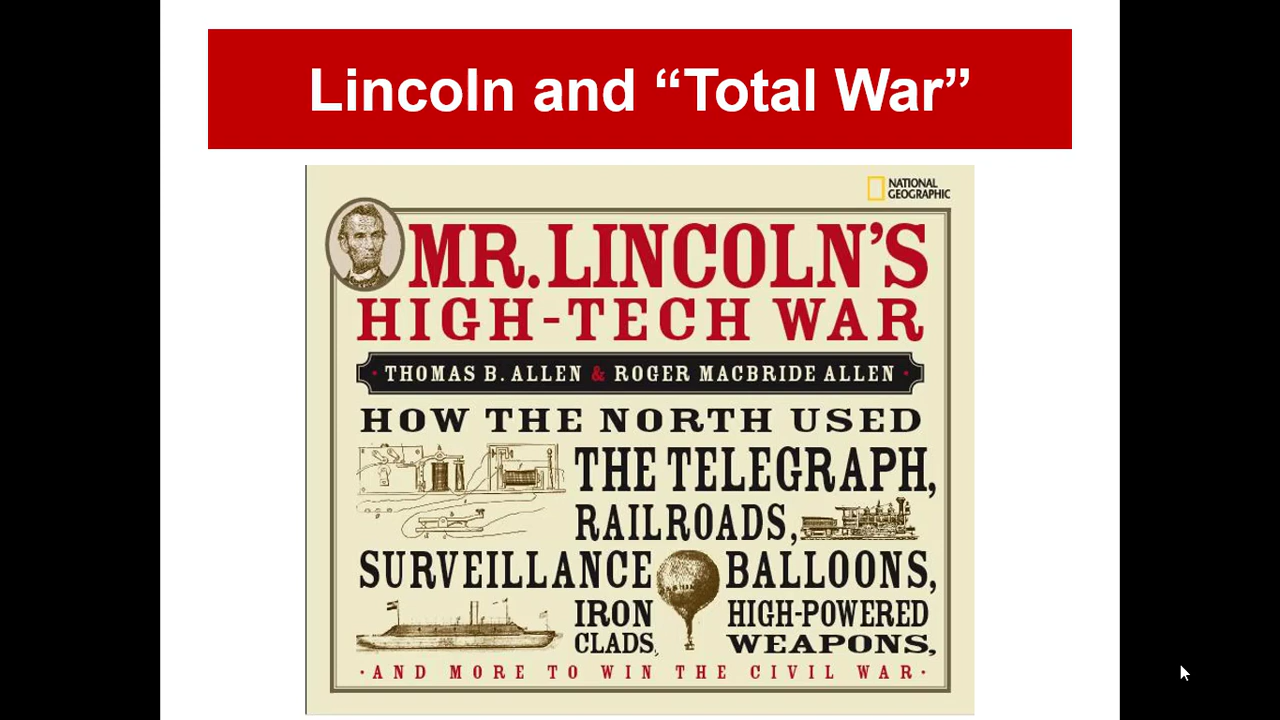 Lincoln and “Total War”
NATIONAL
GEOGRAPHIC
MR. LINCOLN’S
HIGH-TECH WAR
· THOMAS B. ALLEN & ROGER MACBRIDE ALLEN ·
HOW THE NORTH USED
THE TELEGRAPH,
RAILROADS,
SURVEILLANCE BALLOONS,
IRON CLADS,
HIGH-POWERED WEAPONS,
·AND MORE TO WIN THE CIVIL WAR·